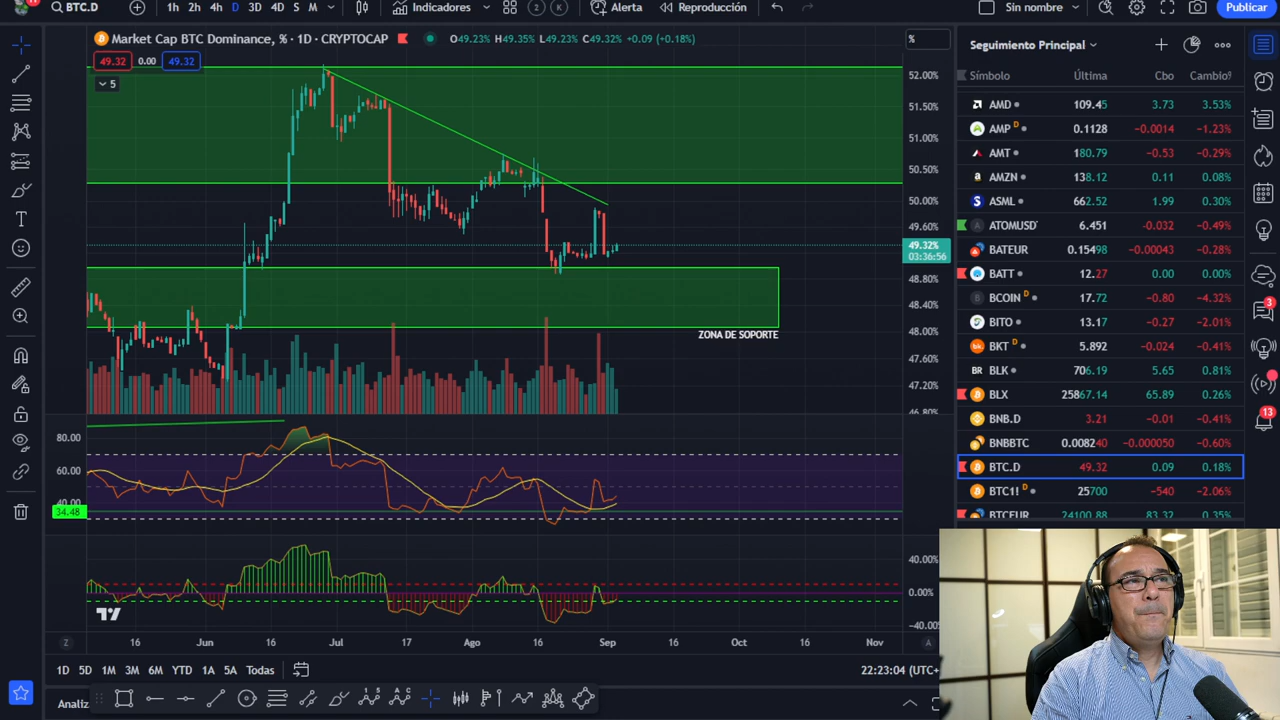 11
BTC.D
1h 2h 4h D 3D 4D S M
Indicadores
2 K
Alerta
Reproducción
Sin nombre
Publicar
Market Cap BTC Dominance, % · 1D · CRYPTOCAP
O49.23% H49.35% L49.23% C49.32% +0.09 (+0.18%)
49.32 0.00 49.32
5
%
52.00%
51.50%
51.00%
50.50%
50.00%
49.60%
49.32%
03:36:56
48.80%
48.40%
48.00%
47.60%
47.20%
46.80%
ZONA DE SOPORTE
80.00
60.00
40.00
34.48
40.00%
0.00%
-40.00%
Z 16 Jun 16 Jul 17 Ago 16 Sep 16 Oct 16 Nov A
1D 5D 1M 3M 6M YTD 1A 5A Todas
22:23:04 (UTC+
Analiz
Seguimiento Principal
Símbolo Última Cbo Cambio%
AMD 109.45 3.73 3.53%
AMP D 0.1128 -0.0014 -1.23%
AMT 180.79 -0.53 -0.29%
AMZN 138.12 0.11 0.08%
ASML 662.52 1.99 0.30%
ATOMUSD 6.451 -0.032 -0.49%
BATEUR 0.15498 -0.00043 -0.28%
BATT 12.27 0.00 0.00%
BCOIN D 17.72 -0.80 -4.32%
BITO 13.17 -0.27 -2.01%
BKT D 5.892 -0.024 -0.41%
BLK 706.19 5.65 0.81%
BLX 25867.14 65.89 0.26%
BNB.D 3.21 -0.01 -0.41%
BNBBTC 0.008240 -0.000050 -0.60%
BTC.D 49.32 0.09 0.18%
BTC1! D 25700 -540 -2.06%
BTCEUR 24100.88 83.32 0.35%
3
13